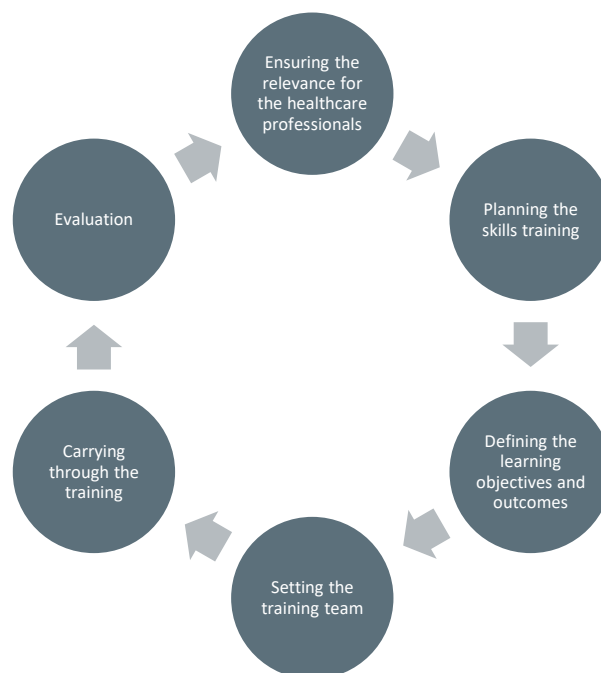 Ensuring the
relevance for
the healthcare
professionals
Planning the
skills training
Defining the
learning
objectives and
outcomes
Setting the
training team
Carrying
through the
training
Evaluation